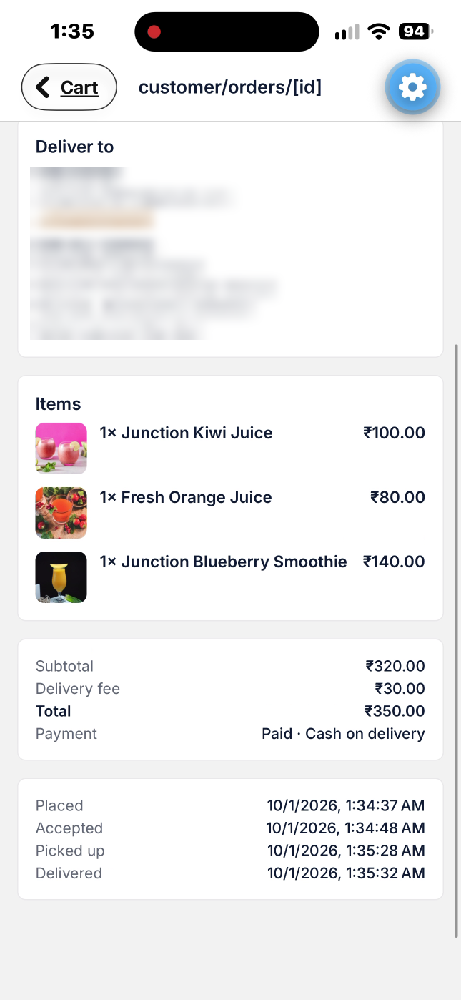 1:35
94
Cart
customer/orders/[id]
Deliver to
Items
1× Junction Kiwi Juice ₹100.00
1× Fresh Orange Juice ₹80.00
1× Junction Blueberry Smoothie ₹140.00
Subtotal ₹320.00
Delivery fee ₹30.00
Total ₹350.00
Payment Paid · Cash on delivery
Placed 10/1/2026, 1:34:37 AM
Accepted 10/1/2026, 1:34:48 AM
Picked up 10/1/2026, 1:35:28 AM
Delivered 10/1/2026, 1:35:32 AM